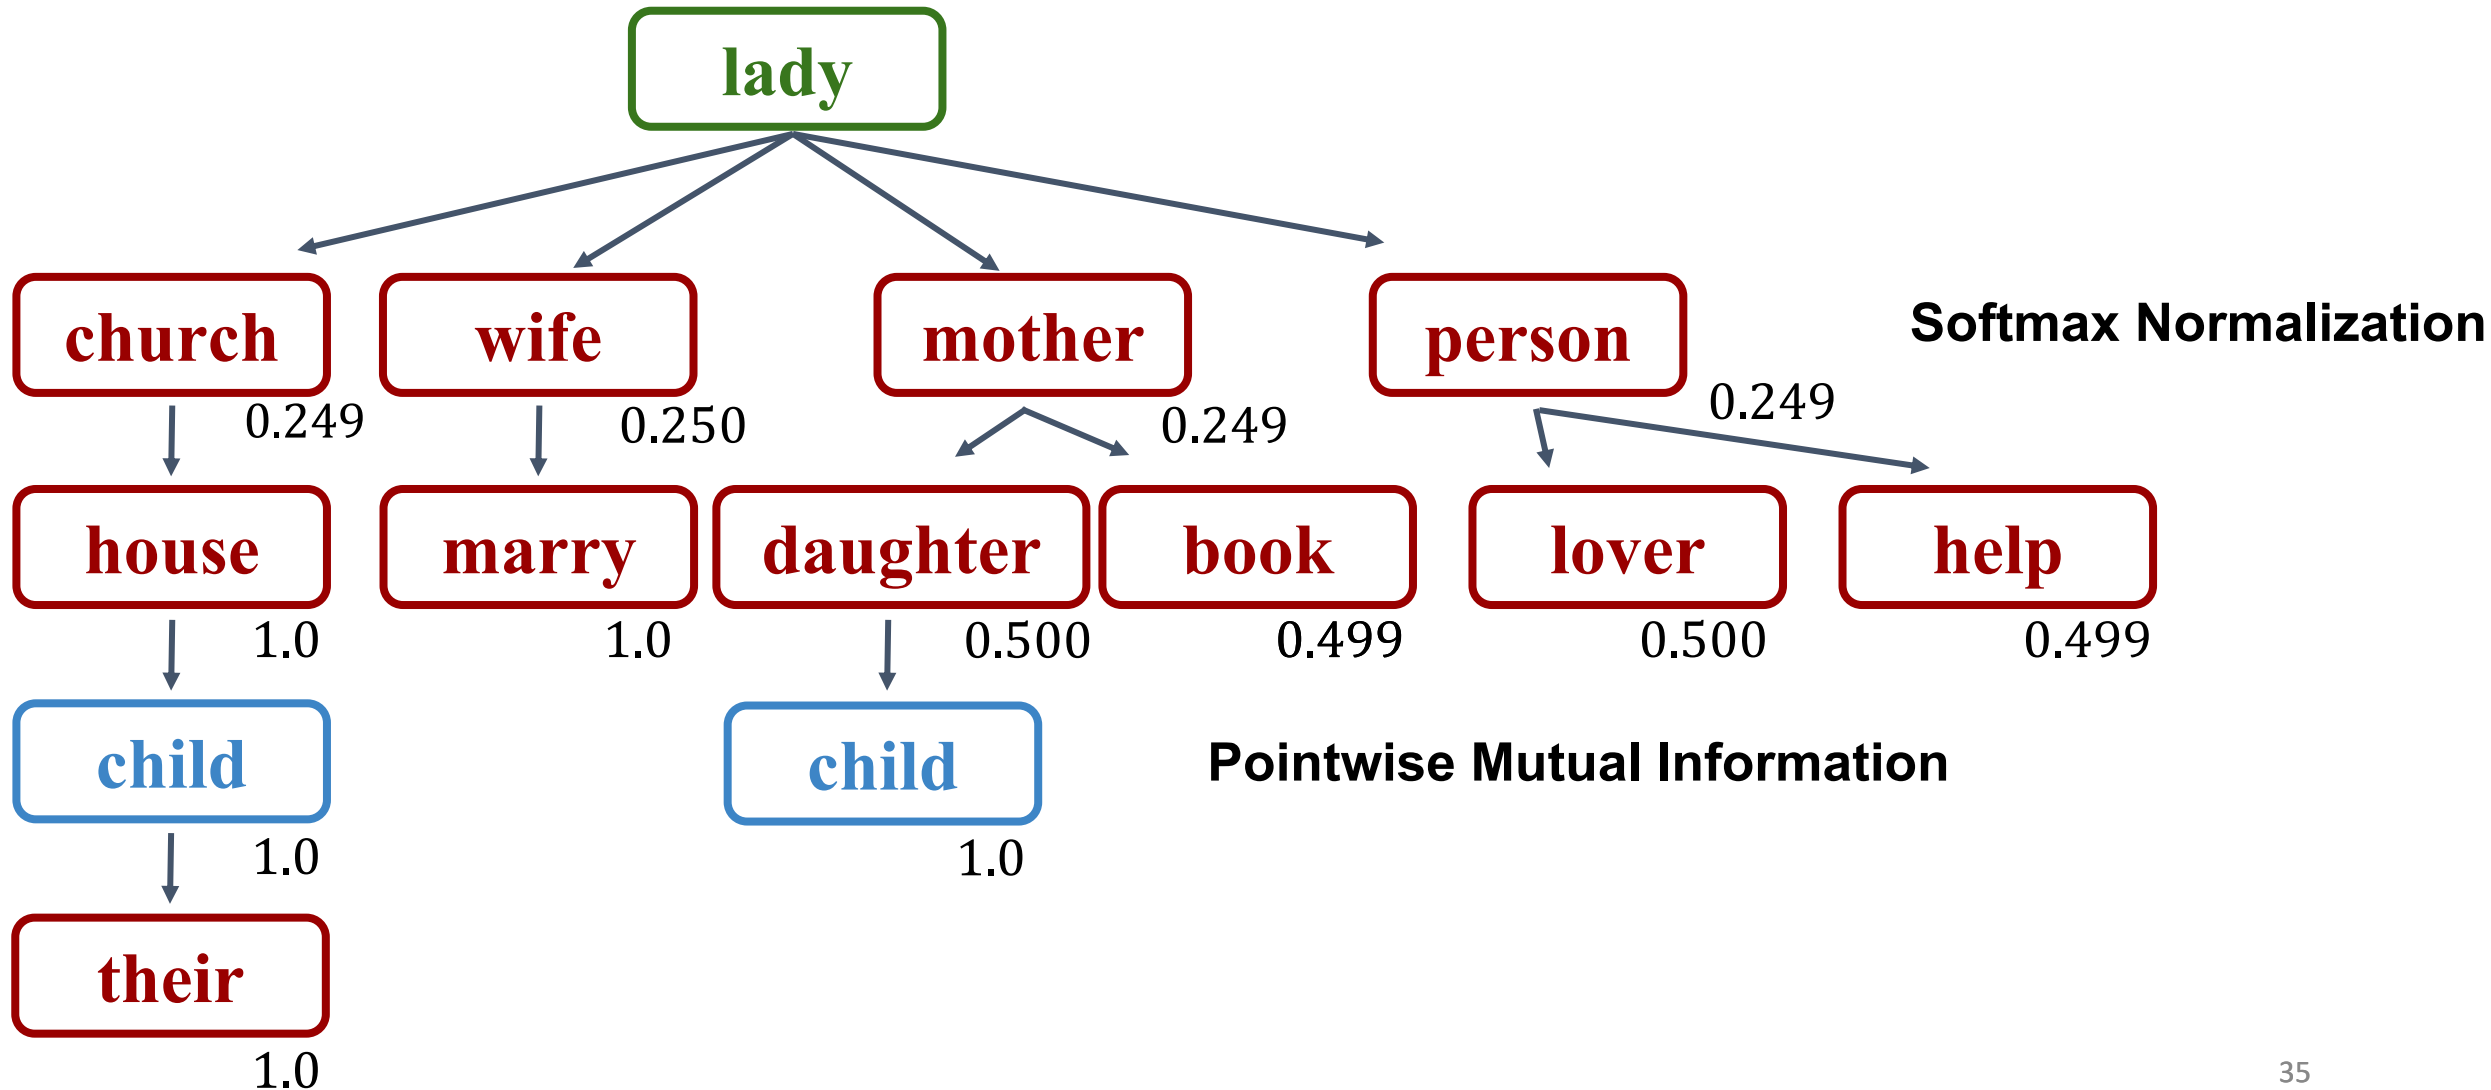 lady
church
wife
mother
person
Softmax Normalization
0.249
0.250
0.249
0.249
house
marry
daughter
book
lover
help
1.0
1.0
0.500
0.499
0.500
0.499
child
child
Pointwise Mutual Information
1.0
1.0
their
1.0
35